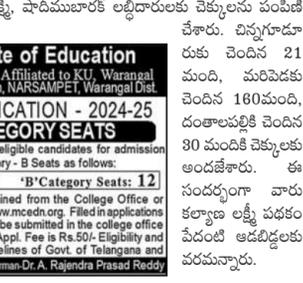 క్ష్మి, షాదిముబారక్ లబ్ధిదారులకు చెక్కులను పంపిణీ
చేశారు. చిన్నగూడూ
రుకు చెందిన 21
మంది, మరిపెడకు
చెందిన 160మంది,
దంతాలపల్లికి చెందిన
30 మందికి చెక్కులకు
అందజేశారు. ఈ
సందర్భంగా వారు
కల్యాణ లక్ష్మీ పథకం
పేదంటి ఆడబిడ్డలకు
వరమన్నారు.
te of Education
Affiliated to KU, Warangal
, NARSAMPET, Warangal Dist.
ICATION - 2024-25
EGORY SEATS
eligible candidates for admission
ry - B Seats as follows:
'B'Category Seats: 12
ined from the College Office or
w.mcedn.org. Filled in applications
be submitted in the college office
Appl. Fee is Rs.50/- Eligibility and
elines of Govt. of Telangana and
rman-Dr. A. Rajendra Prasad Reddy